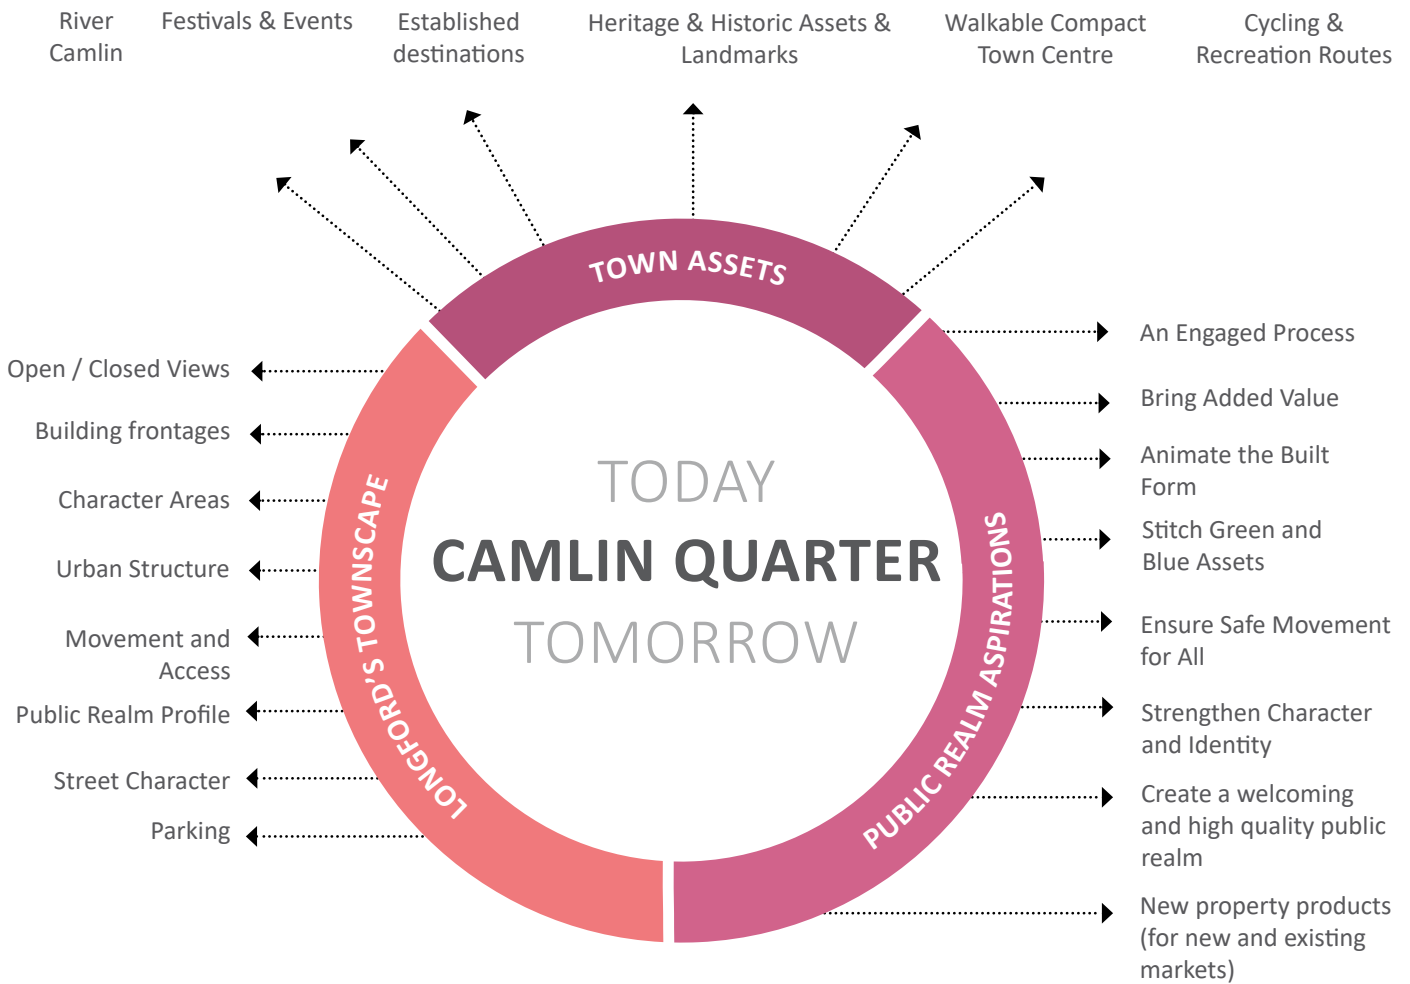 River
Camlin
Festivals & Events
Established
destinations
Heritage & Historic Assets &
Landmarks
Walkable Compact
Town Centre
Cycling &
Recreation Routes
TOWN ASSETS
Open / Closed Views
Building frontages
Character Areas
Urban Structure
Movement and
Access
Public Realm Profile
Street Character
Parking
LONGFORD'S TOWNSCAPE
TODAY
CAMLIN QUARTER
TOMORROW
PUBLIC REALM ASPIRATIONS
An Engaged Process
Bring Added Value
Animate the Built
Form
Stitch Green and
Blue Assets
Ensure Safe Movement
for All
Strengthen Character
and Identity
Create a welcoming
and high quality public
realm
New property products
(for new and existing
markets)